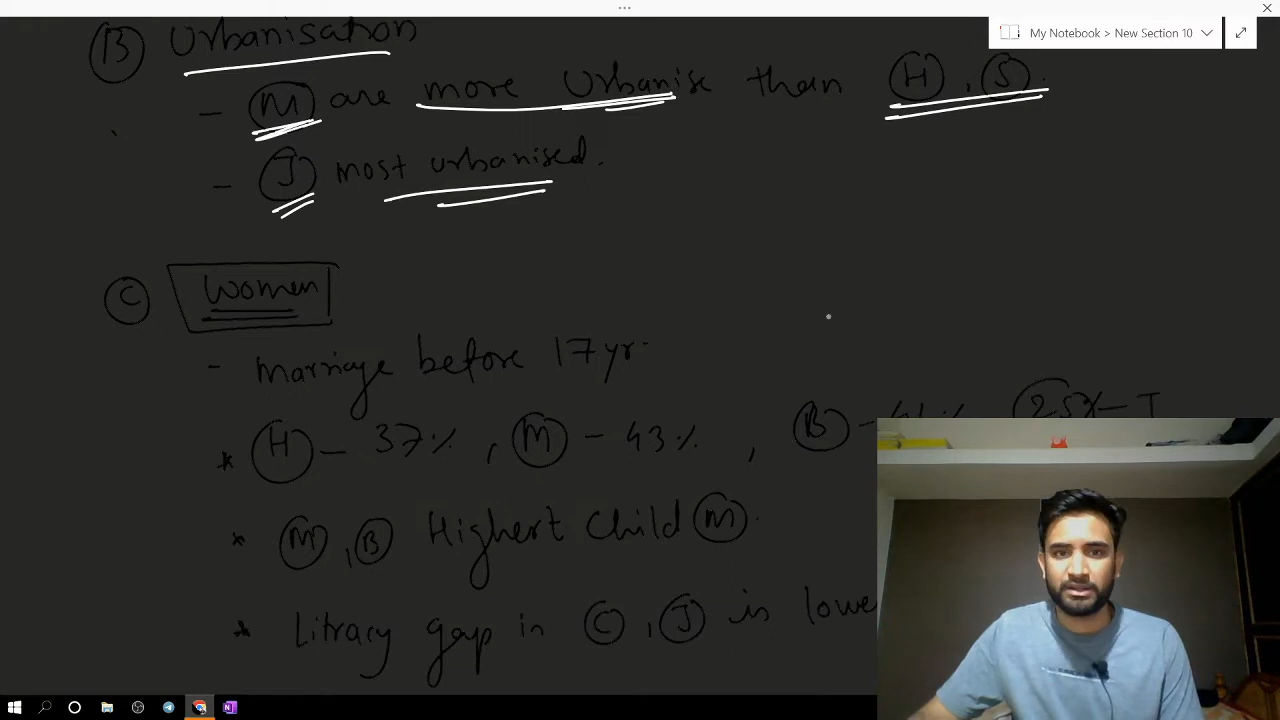 My Notebook > New Section 10
B Urbanisation
- M are more Urbanise than H, S.
- J most urbanised.
C Women
- Marriage before 17 yr.
* H - 37%, M - 43%, B - 25% - T
* M, B Highest Child M.
* Litracy gap in C, J is lowe